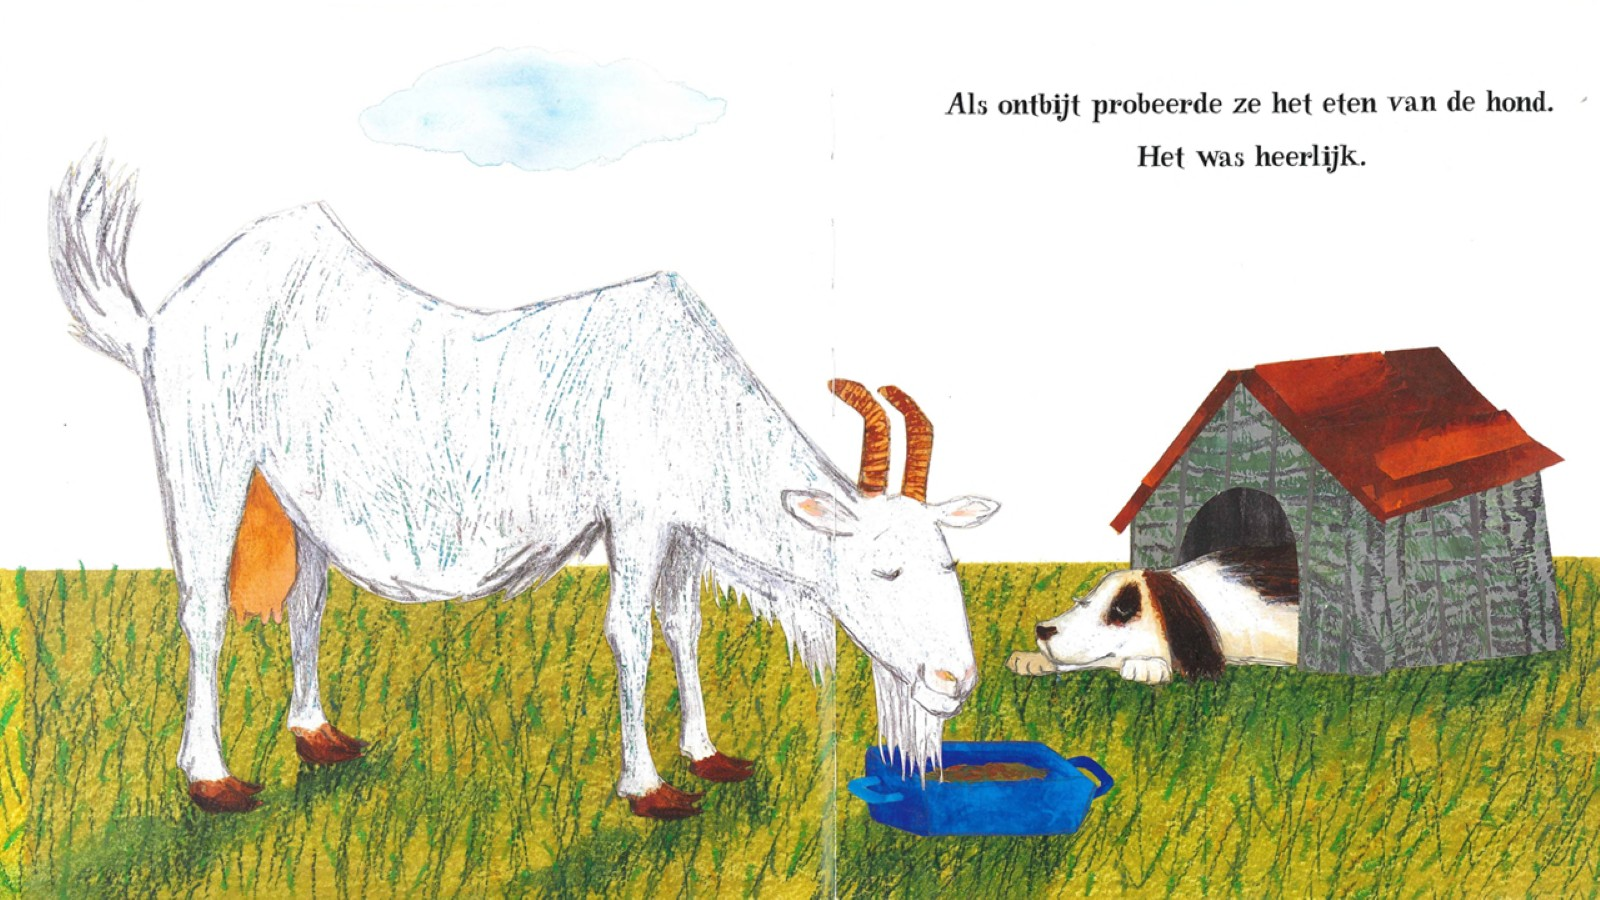 Als ontbijt probeerde ze het eten van de hond.
Het was heerlijk.